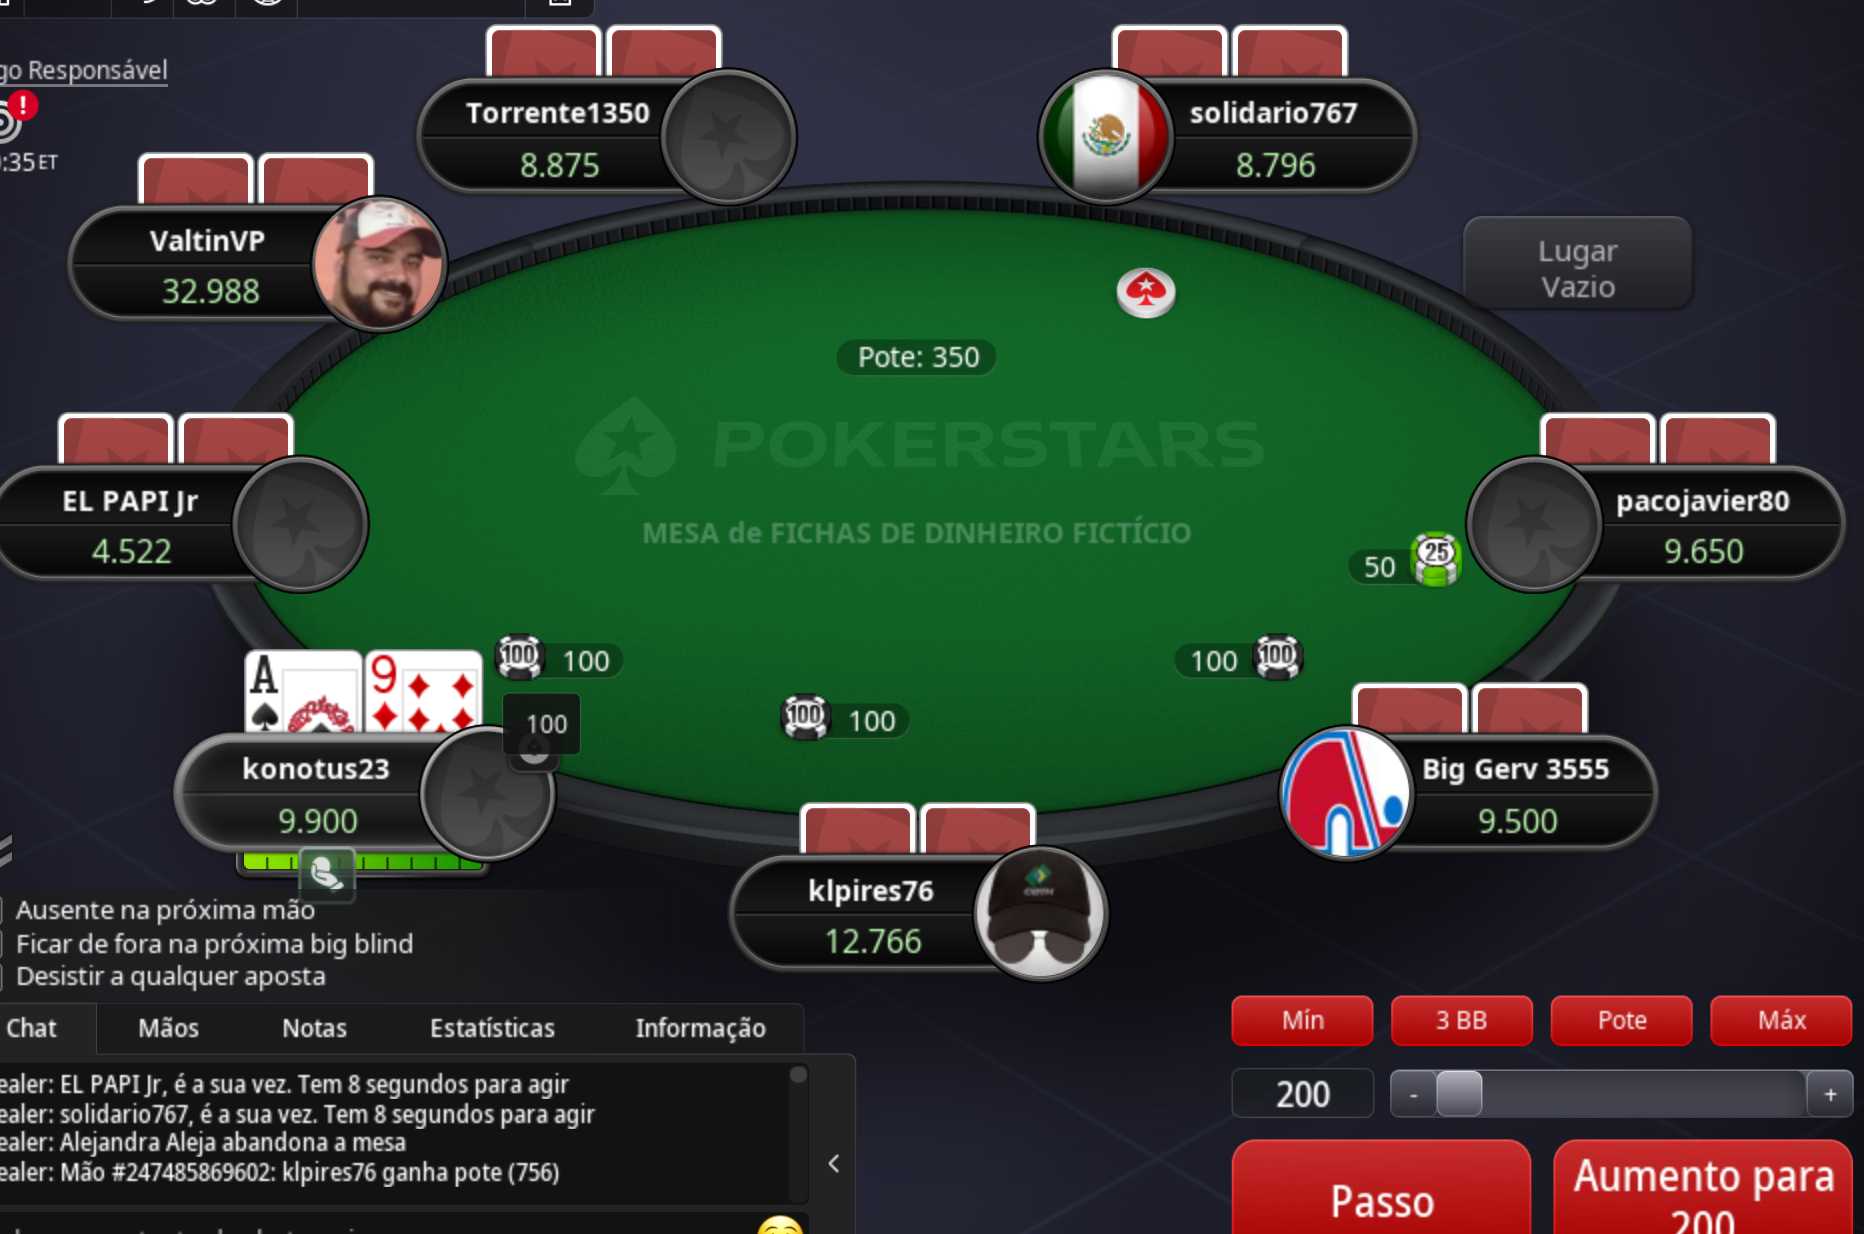 go Responsável
:35 ET
Torrente1350
8.875
solidario767
8.796
ValtinVP
32.988
Lugar
Vazio
Pote: 350
POKERSTARS
MESA de FICHAS DE DINHEIRO FICTÍCIO
EL PAPI Jr
4.522
pacojavier80
9.650
50
25
A
9
100
100
100
100
100
100
100
konotus23
9.900
Big Gerv 3555
9.500
klpires76
12.766
Ausente na próxima mão
Ficar de fora na próxima big blind
Desistir a qualquer aposta
Chat
Mãos
Notas
Estatísticas
Informação
ealer: EL PAPI Jr, é a sua vez. Tem 8 segundos para agir
ealer: solidario767, é a sua vez. Tem 8 segundos para agir
ealer: Alejandra Aleja abandona a mesa
ealer: Mão #247485869602: klpires76 ganha pote (756)
Mín
3 BB
Pote
Máx
200
-
+
Passo
Aumento para
200